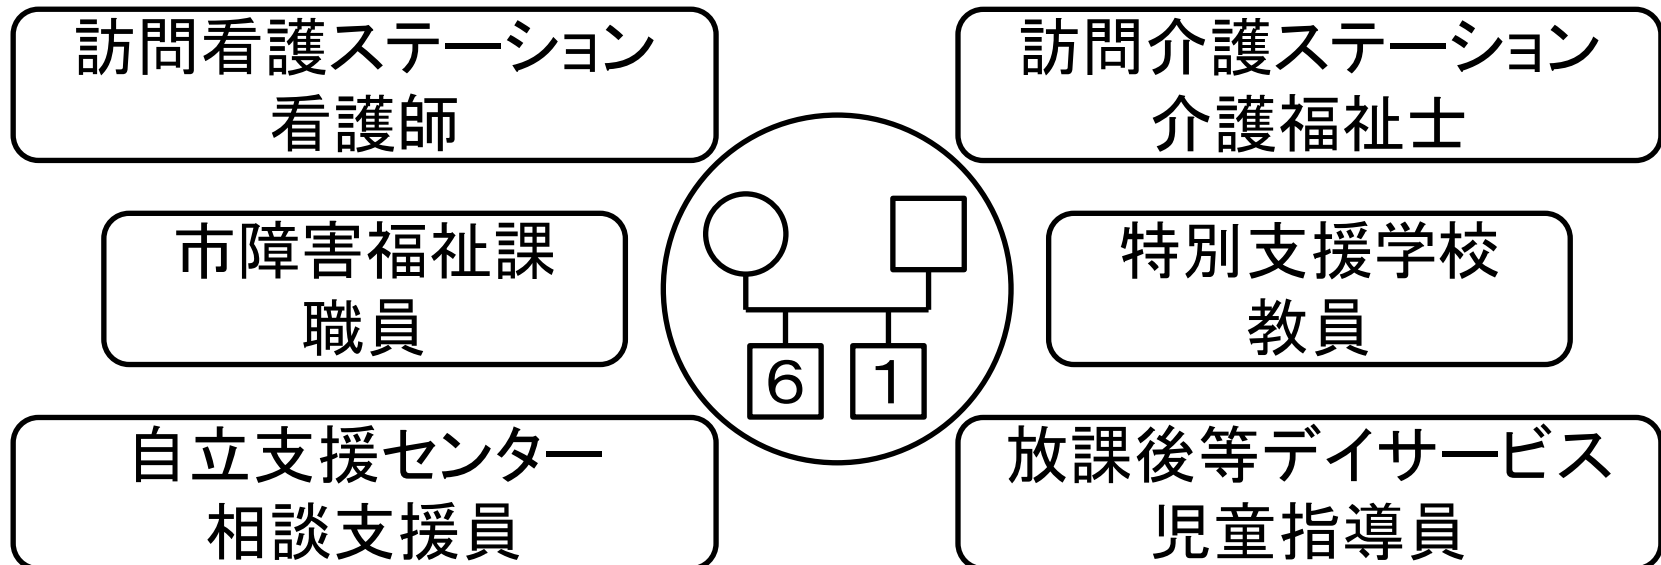 訪問看護ステーション
看護師
訪問介護ステーション
介護福祉士
市障害福祉課
職員
特別支援学校
教員
6
1
自立支援センター
相談支援員
放課後等デイサービス
児童指導員